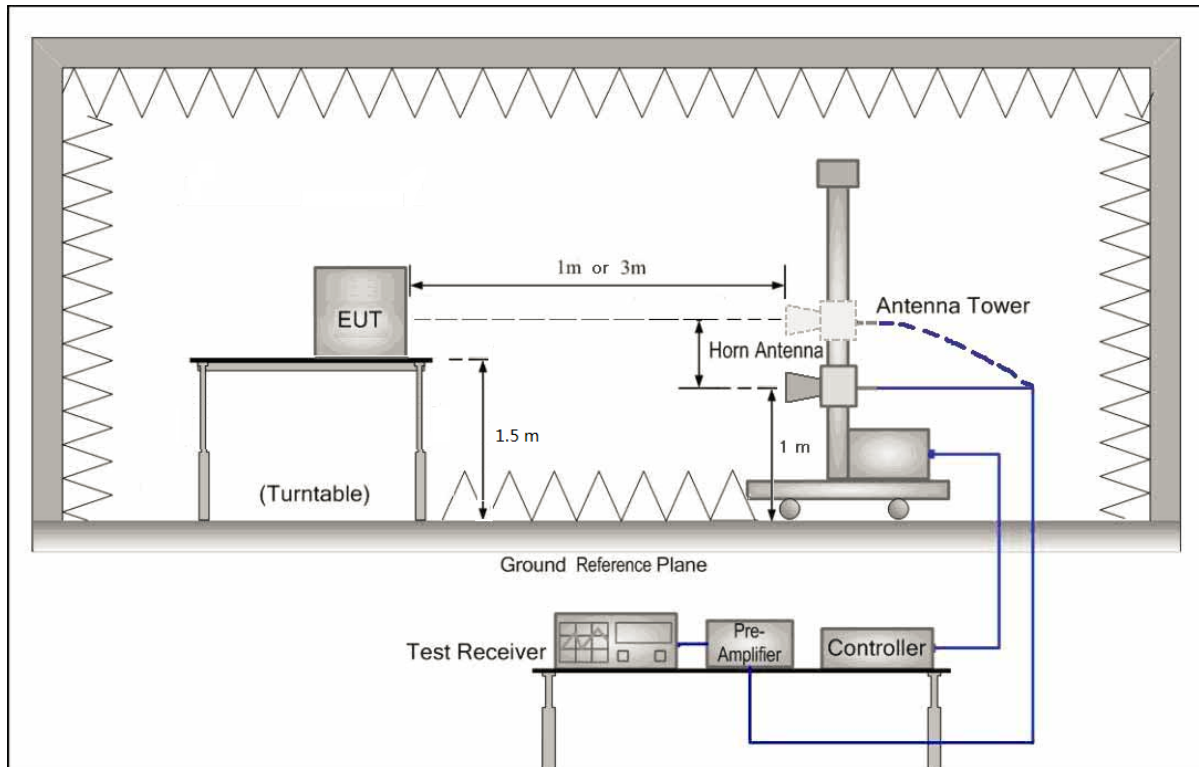 1m or 3m
EUT
Antenna Tower
Horn Antenna
1.5 m
1 m
(Turntable)
Ground Reference Plane
Test Receiver
Pre-
Amplifier
Controller